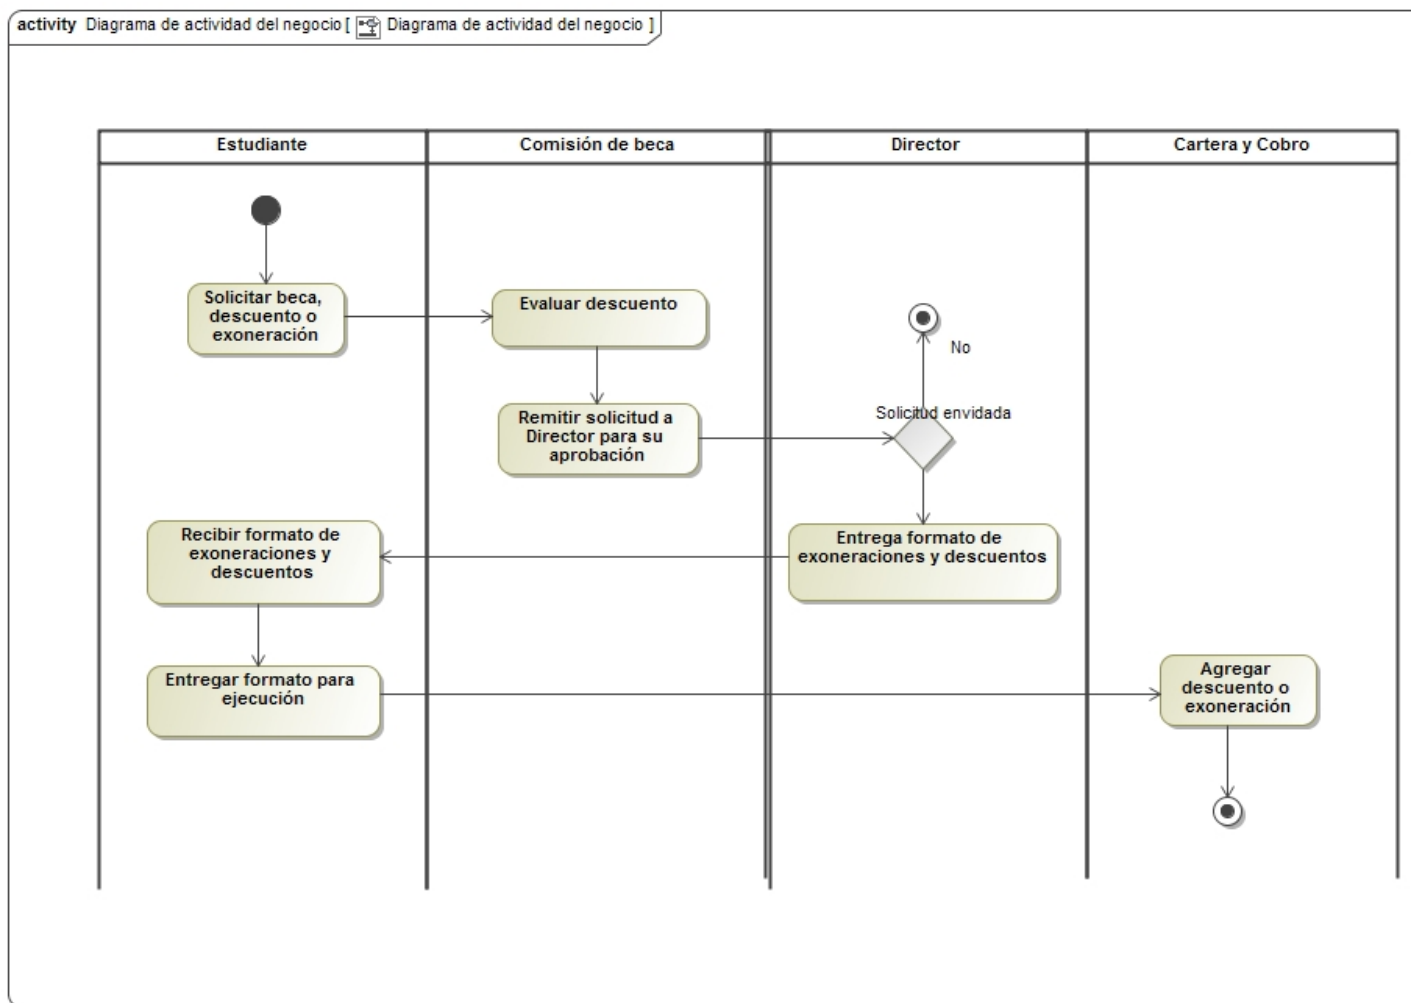 activity Diagrama de actividad del negocio [ Diagrama de actividad del negocio ]
Estudiante
Comisión de beca
Director
Cartera y Cobro
Solicitar beca,
descuento o
exoneración
Evaluar descuento
No
Solicitud envidada
Remitir solicitud a
Director para su
aprobación
Recibir formato de
exoneraciones y
descuentos
Entrega formato de
exoneraciones y descuentos
Entregar formato para
ejecución
Agregar
descuento o
exoneración